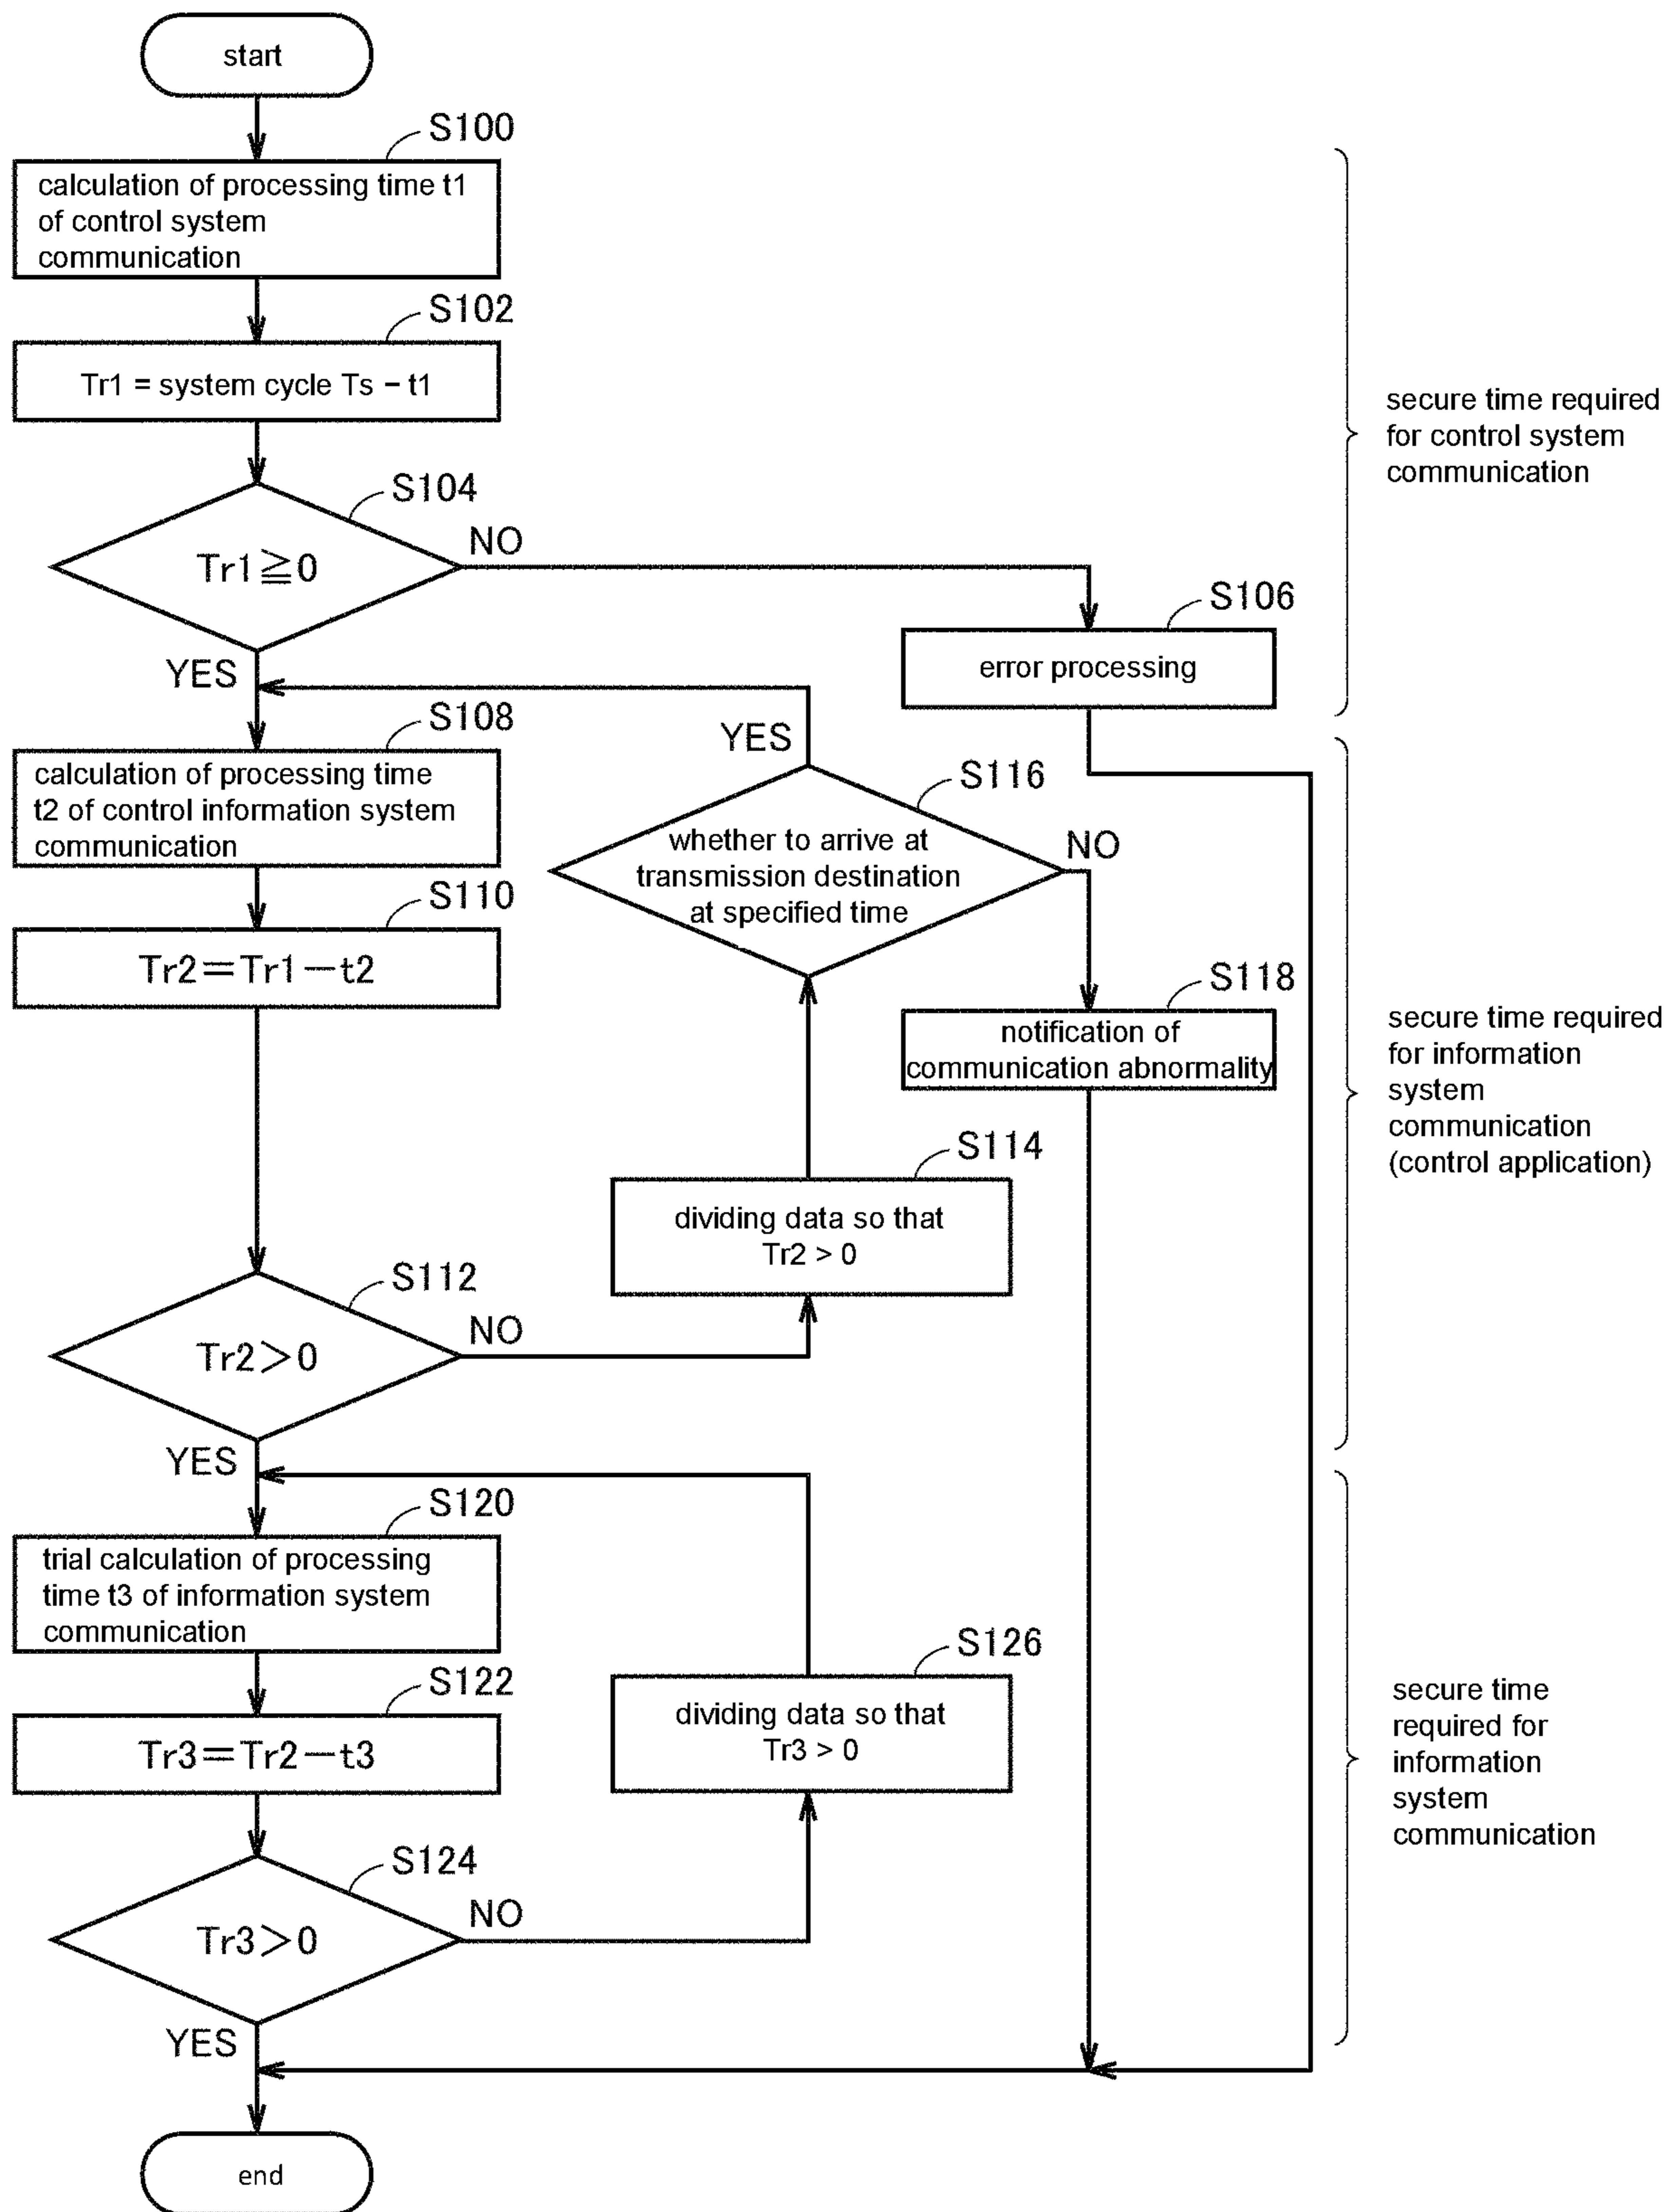 start
S100
calculation of processing time t1
of control system
communication
S102
Tr1 = system cycle Ts − t1
secure time required
for control system
communication
S104
Tr1≧0
NO
YES
S106
error processing
S108
calculation of processing time
t2 of control information system
communication
YES
S116
whether to arrive at
transmission destination
at specified time
NO
S110
Tr2=Tr1−t2
S118
notification of
communication abnormality
secure time required
for information
system
communication
(control application)
S114
dividing data so that
Tr2 > 0
S112
Tr2>0
NO
YES
S120
trial calculation of processing
time t3 of information system
communication
S122
Tr3=Tr2−t3
S126
dividing data so that
Tr3 > 0
secure time
required for
information
system
communication
S124
Tr3>0
NO
YES
end